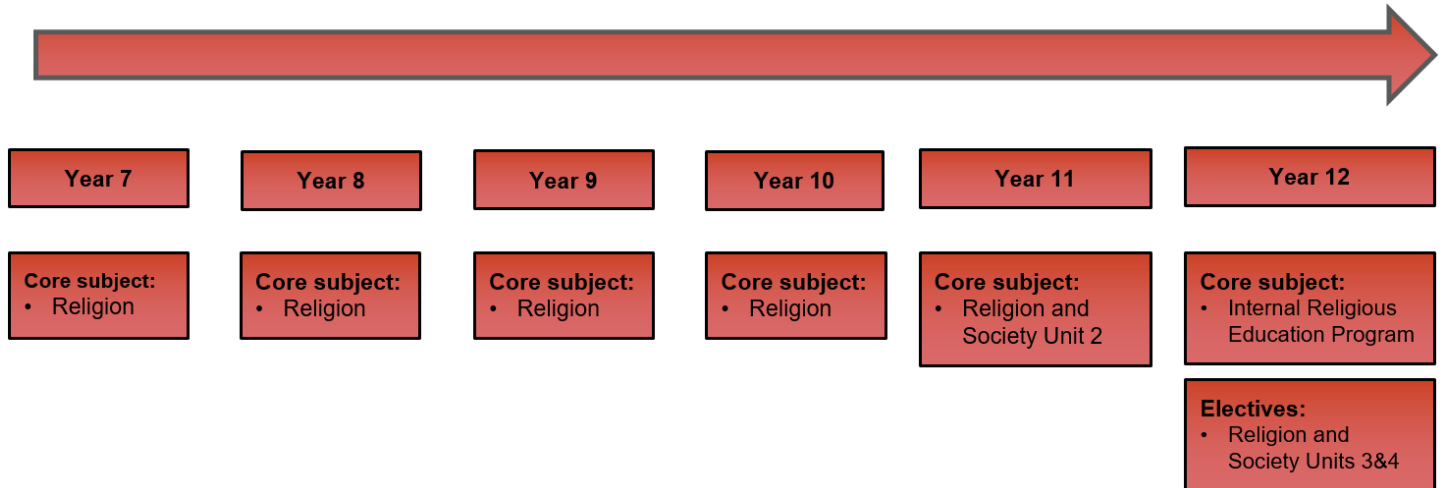 Year 7
Year 8
Year 9
Year 10
Year 11
Year 12
Core subject:
• Religion
Core subject:
• Religion
Core subject:
• Religion
Core subject:
• Religion
Core subject:
• Religion and
Society Unit 2
Core subject:
• Internal Religious
Education Program
Electives:
• Religion and
Society Units 3&4